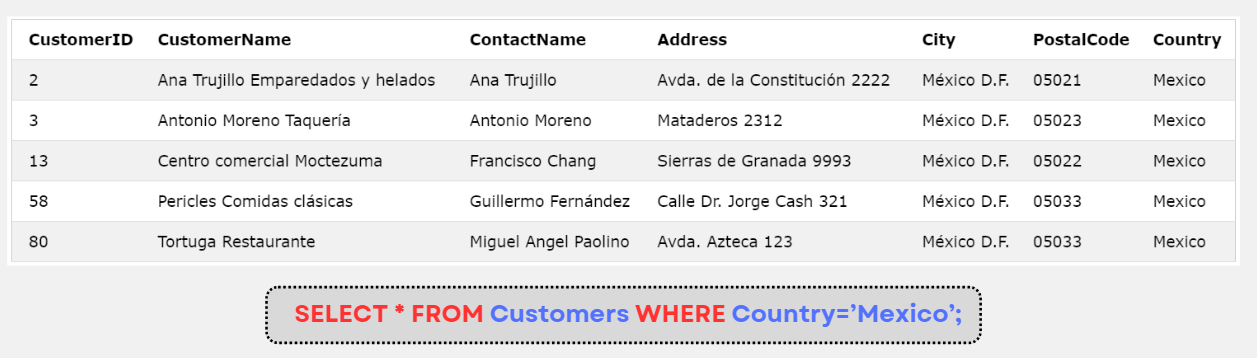 CustomerID CustomerName ContactName Address City PostalCode Country
2 Ana Trujillo Emparedados y helados Ana Trujillo Avda. de la Constitución 2222 México D.F. 05021 Mexico
3 Antonio Moreno Taquería Antonio Moreno Mataderos 2312 México D.F. 05023 Mexico
13 Centro comercial Moctezuma Francisco Chang Sierras de Granada 9993 México D.F. 05022 Mexico
58 Pericles Comidas clásicas Guillermo Fernández Calle Dr. Jorge Cash 321 México D.F. 05033 Mexico
80 Tortuga Restaurante Miguel Angel Paolino Avda. Azteca 123 México D.F. 05033 Mexico
SELECT * FROM Customers WHERE Country=’Mexico’;